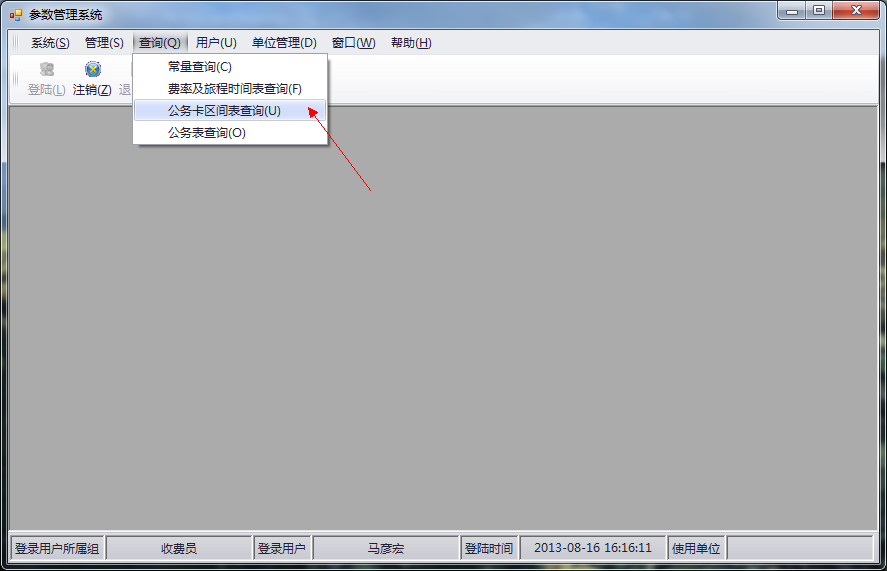 参数管理系统
系统(S) 管理(S) 查询(Q) 用户(U) 单位管理(D) 窗口(W) 帮助(H)
登陆(L) 注销(Z) 退
常量查询(C)
费率及旅程时间表查询(F)
公务卡区间表查询(U)
公务表查询(O)
登录用户所属组 收费员 登录用户 马彦宏 登陆时间 2013-08-16 16:16:11 使用单位